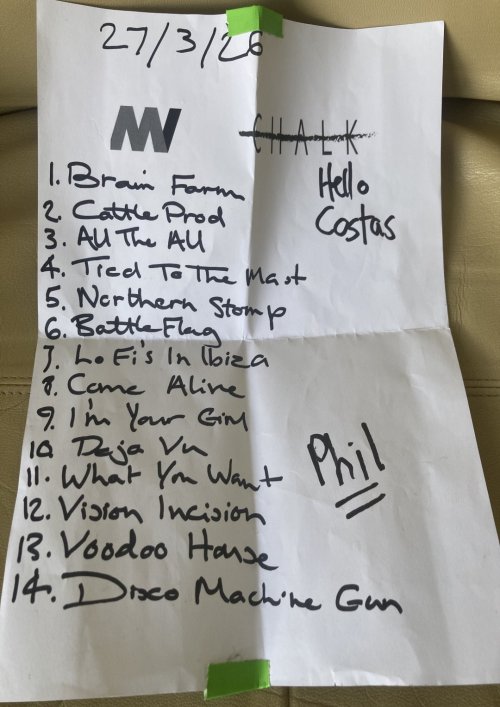 27/3/26
MV
CHALK
Hello
Costas
1. Brain Farm
2. Cattle Prod
3. All The All
4. Tied To The Mast
5. Northern Stomp
6. Battle Flag
7. Lo Fi's In Ibiza
8. Come Alive
9. I'm Your Girl
10. Deja Vu
11. What You Want
12. Vision Incision
13. Voodoo House
14. Disco Machine Gun
Phil